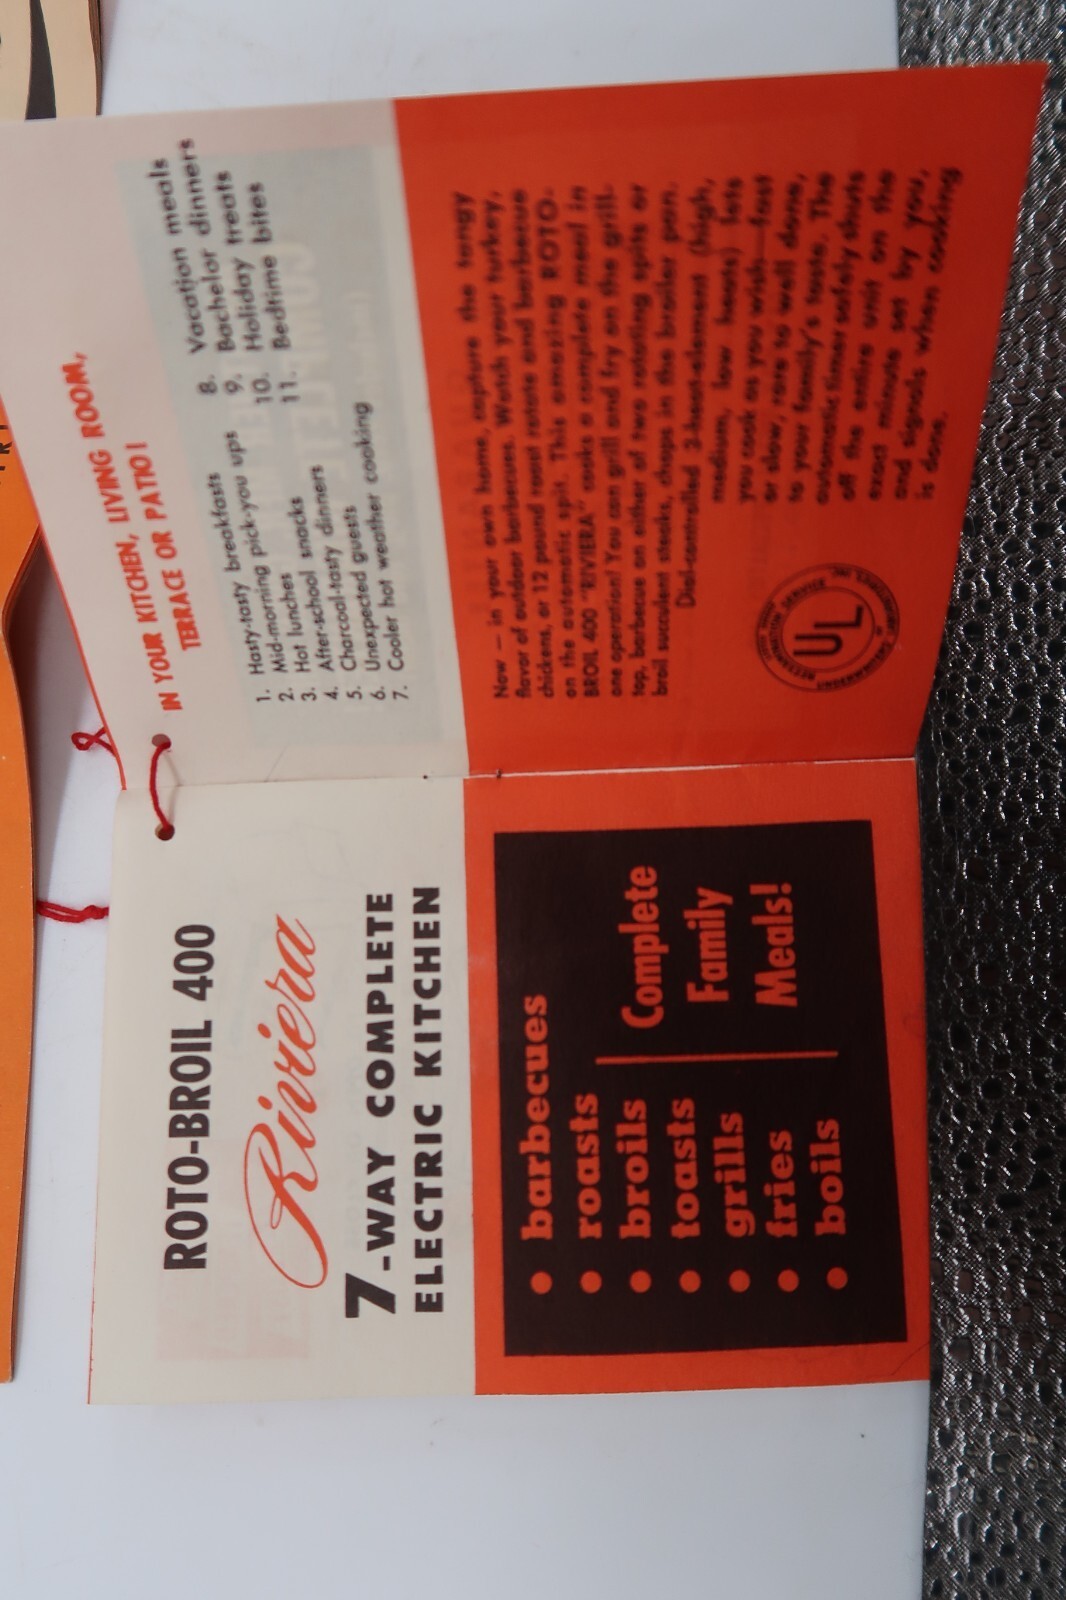 ROTO-BROIL 400
Riviera
7-WAY COMPLETE
ELECTRIC KITCHEN
• barbecues
• roasts
• broils
• toasts
• grills
• fries
• boils
Complete
Family
Meals!
IN YOUR KITCHEN, LIVING ROOM,
TERRACE OR PATIO!
1. Hasty-tasty breakfasts
2. Mid-morning pick-you ups
3. Hot lunches
3. After-school snacks
4. Charcoal-tasty dinners
5. Unexpected guests
6. Cooler hot weather cooking
7.
8. Vacation meals
9. Bachelor dinners
10. Holiday treats
11. Bedtime bites
Now — in your own home, capture the tangy
flavor of outdoor barbecues. Watch your turkey,
chickens, or 12 pound roast rotate and barbecue
on the automatic spit. This amazing ROTO-
BROIL 400 "RIVIERA" cooks a complete meal in
one operation! You can grill and fry on the grill-
top, barbecue on either of two rotating spits or
broil succulent steaks, chops in the broiler pan.
Dial-controlled 3-heat-element (high,
medium, low heats) lets
you cook as you wish—fast
or slow, rare to well done,
to your family's taste. The
automatic timer safely shuts
off the entire unit on the
exact minute set by you,
and signals when cooking
is done.
UL